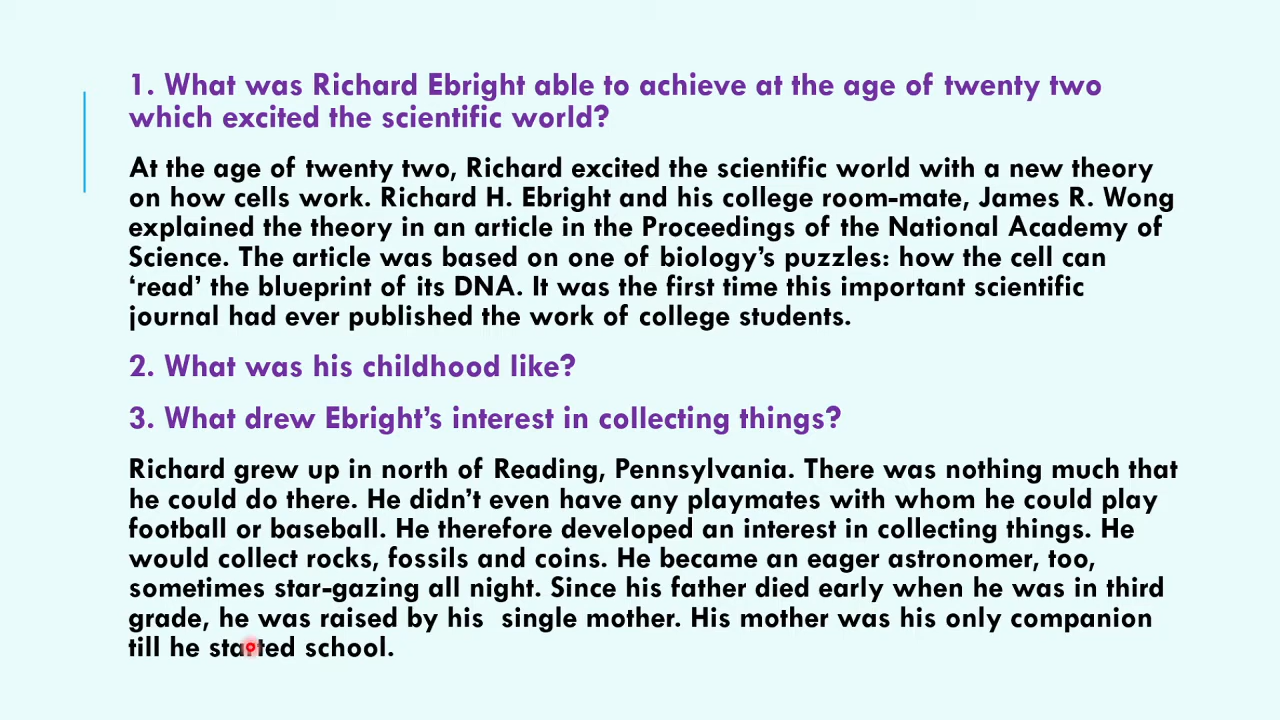 1. What was Richard Ebright able to achieve at the age of twenty two
which excited the scientific world?
At the age of twenty two, Richard excited the scientific world with a new theory
on how cells work. Richard H. Ebright and his college room-mate, James R. Wong
explained the theory in an article in the Proceedings of the National Academy of
Science. The article was based on one of biology’s puzzles: how the cell can
‘read’ the blueprint of its DNA. It was the first time this important scientific
journal had ever published the work of college students.
2. What was his childhood like?
3. What drew Ebright’s interest in collecting things?
Richard grew up in north of Reading, Pennsylvania. There was nothing much that
he could do there. He didn’t even have any playmates with whom he could play
football or baseball. He therefore developed an interest in collecting things. He
would collect rocks, fossils and coins. He became an eager astronomer, too,
sometimes star-gazing all night. Since his father died early when he was in third
grade, he was raised by his  single mother. His mother was his only companion
till he started school.